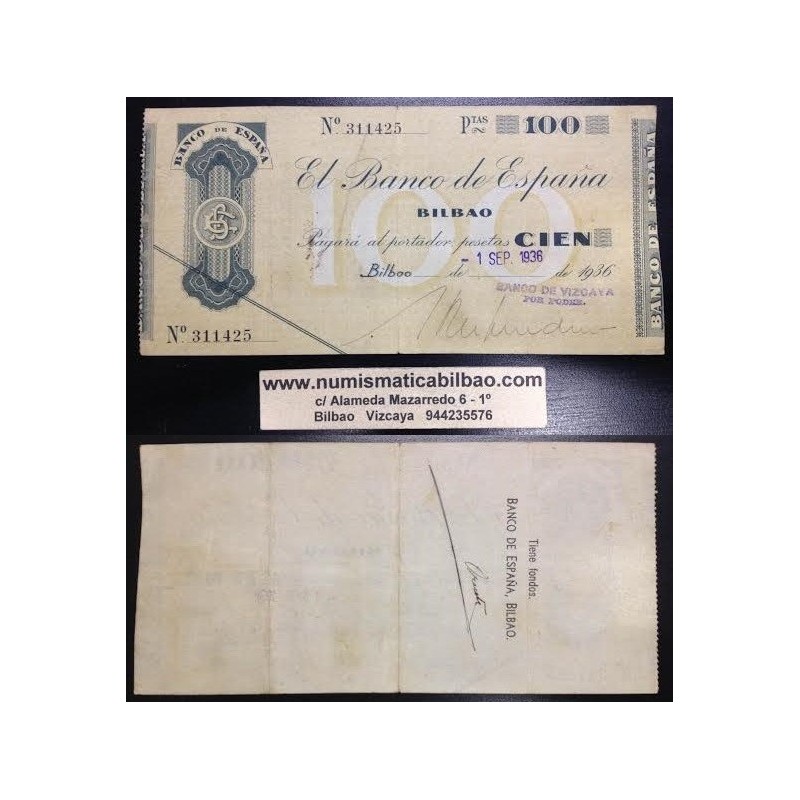 Nº 311425 PTAS 100
BANCO DE ESPAÑA
El Banco de España
BILBAO
100
Pagará al portador, pesetas CIEN
- 1 SEP. 1936
Bilbao de de 1936
BANCO DE VIZCAYA
POR PODER.
Nº 311425
BANCO DE ESPAÑA
www.numismaticabilbao.com
c/ Alameda Mazarredo 6 - 1º
Bilbao Vizcaya 944235576
Tiene fondos.
BANCO DE ESPAÑA, BILBAO.